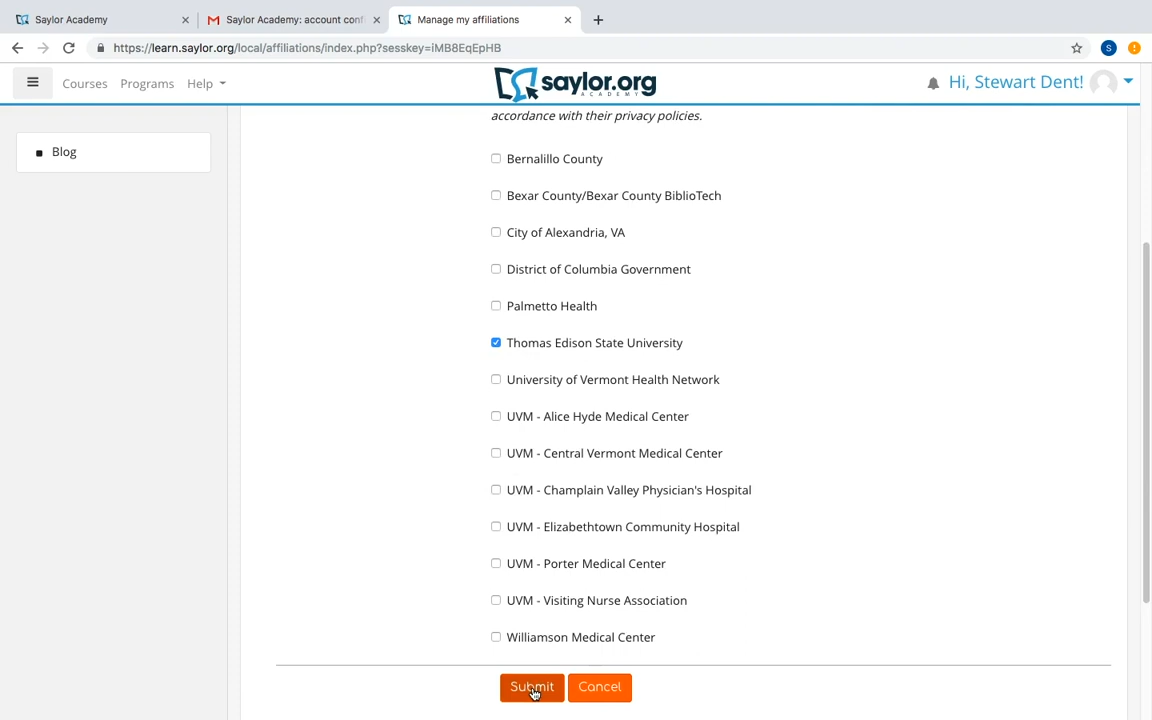 Saylor Academy
Saylor Academy: account conf
Manage my affiliations
https://learn.saylor.org/local/affiliations/index.php?sesskey=iMB8EqEpHB
S
Courses
Programs
Help
saylor.org
ACADEMY
Hi, Stewart Dent!
Blog
accordance with their privacy policies.
Bernalillo County
Bexar County/Bexar County BiblioTech
City of Alexandria, VA
District of Columbia Government
Palmetto Health
Thomas Edison State University
University of Vermont Health Network
UVM - Alice Hyde Medical Center
UVM - Central Vermont Medical Center
UVM - Champlain Valley Physician's Hospital
UVM - Elizabethtown Community Hospital
UVM - Porter Medical Center
UVM - Visiting Nurse Association
Williamson Medical Center
Submit
Cancel